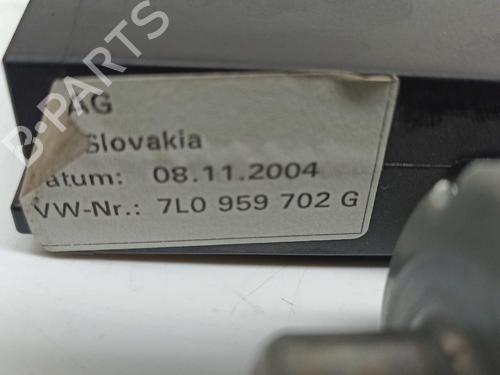 AG
Slovakia
atum: 08.11.2004
VW-Nr.: 7L0 959 702 G
B-PARTS